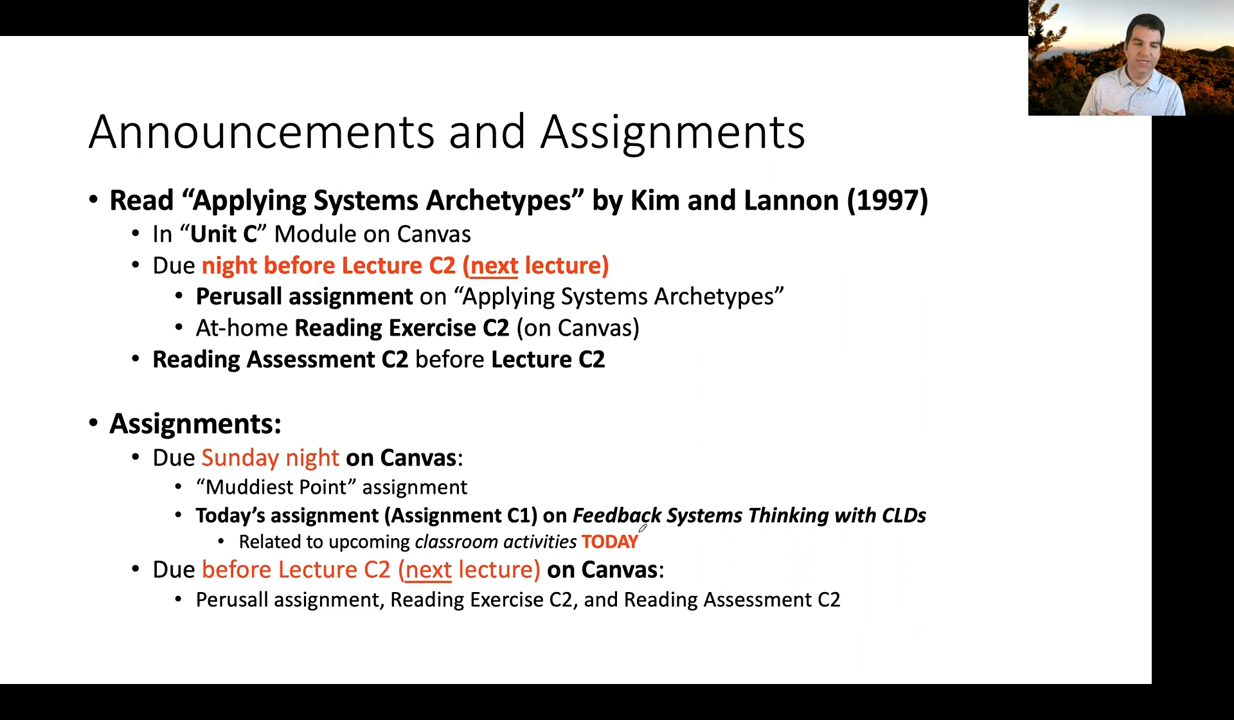 Announcements and Assignments
• Read “Applying Systems Archetypes” by Kim and Lannon (1997)
• In “Unit C” Module on Canvas
• Due night before Lecture C2 (next lecture)
• Perusall assignment on “Applying Systems Archetypes”
• At-home Reading Exercise C2 (on Canvas)
• Reading Assessment C2 before Lecture C2
• Assignments:
• Due Sunday night on Canvas:
• “Muddiest Point” assignment
• Today’s assignment (Assignment C1) on Feedback Systems Thinking with CLDs
• Related to upcoming classroom activities TODAY
• Due before Lecture C2 (next lecture) on Canvas:
• Perusall assignment, Reading Exercise C2, and Reading Assessment C2